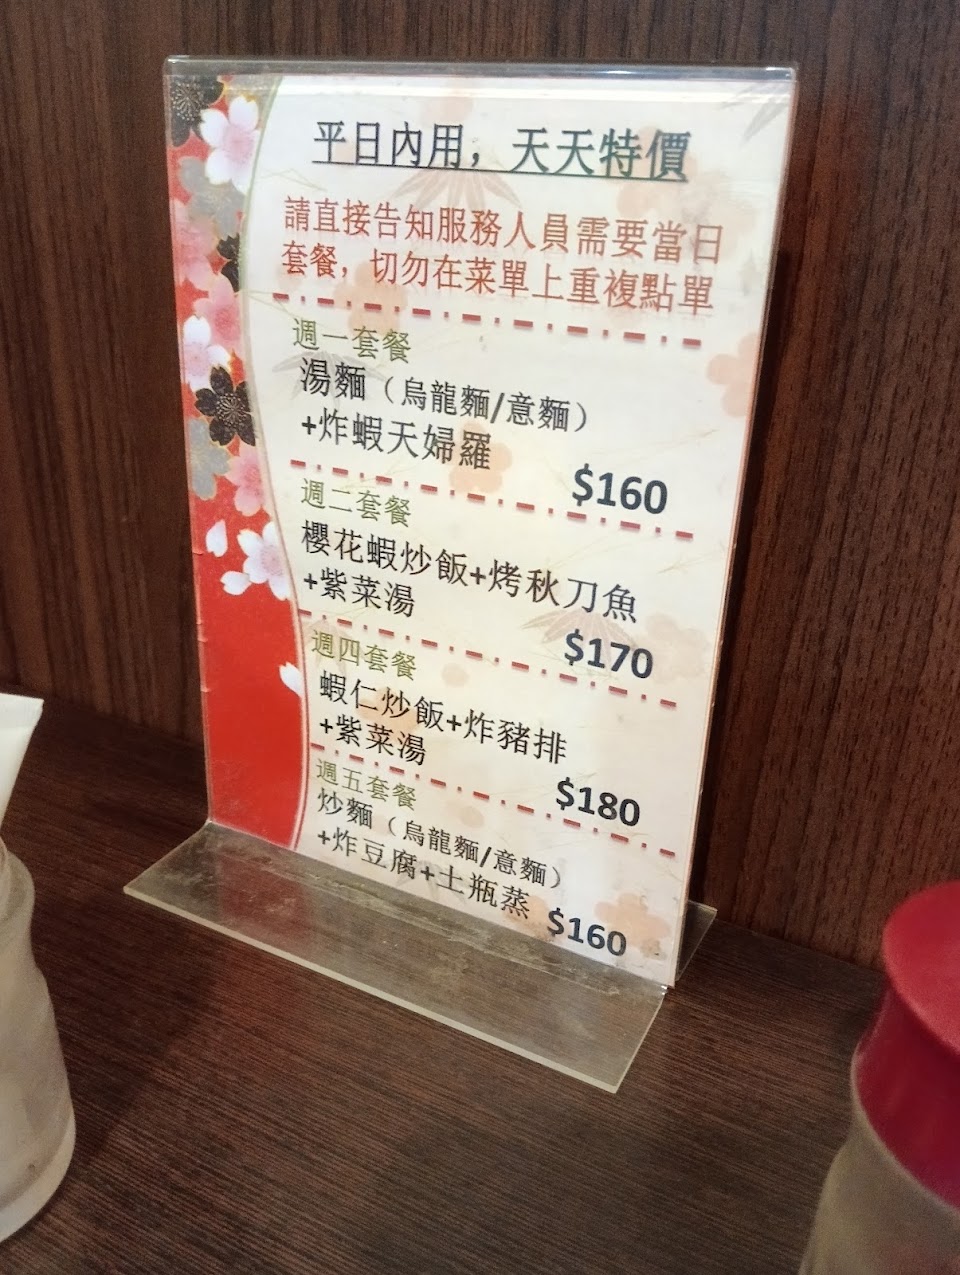 平日內用，天天特價
請直接告知服務人員需要當日
套餐，切勿在菜單上重複點單
週一套餐
湯麵（烏龍麵/意麵）
+炸蝦天婦羅
$160
週二套餐
櫻花蝦炒飯+烤秋刀魚
+紫菜湯
$170
週四套餐
蝦仁炒飯+炸豬排
+紫菜湯
$180
週五套餐
炒麵（烏龍麵/意麵）
+炸豆腐+土瓶蒸
$160